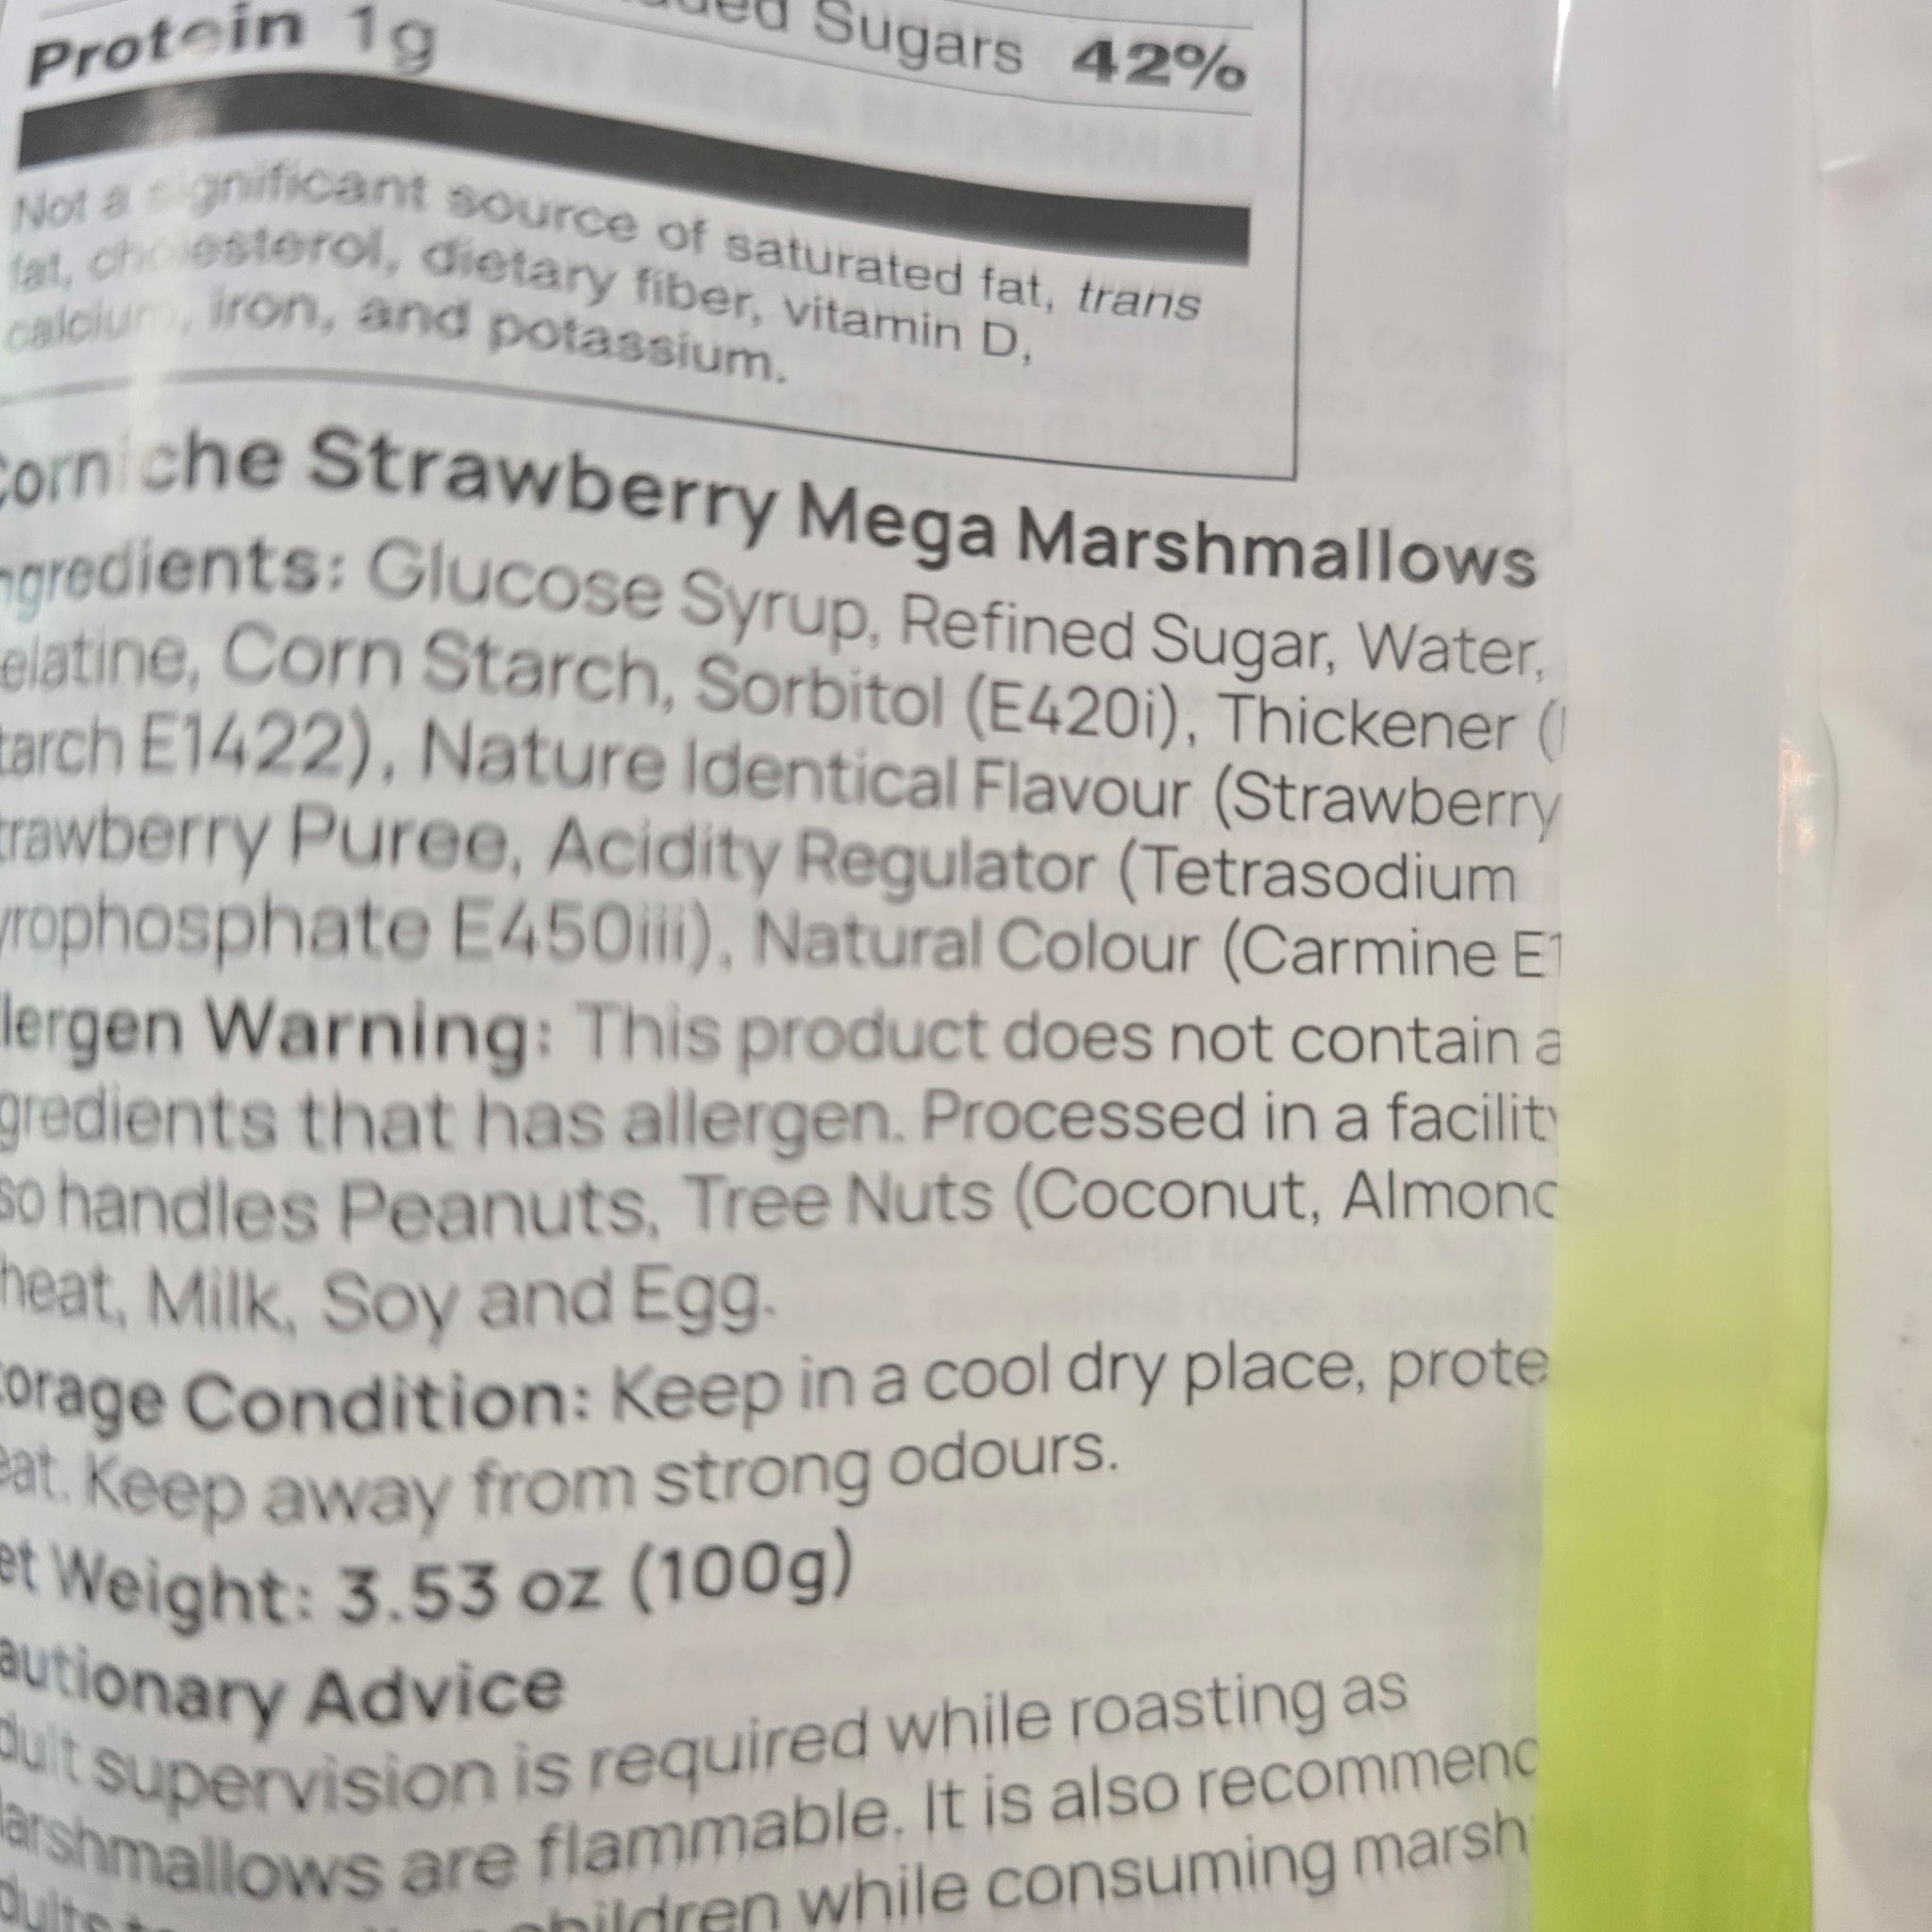 Sugars 42%
Protein 1g
Not a significant source of saturated fat, trans
fat, cholesterol, dietary fiber, vitamin D,
calcium, iron, and potassium.
Corniche Strawberry Mega Marshmallows
ngredients: Glucose Syrup, Refined Sugar, Water,
elatine, Corn Starch, Sorbitol (E420i), Thickener (
tarch E1422), Nature Identical Flavour (Strawberry
trawberry Puree, Acidity Regulator (Tetrasodium
yrophosphate E450iii), Natural Colour (Carmine E1
lergen Warning: This product does not contain a
gredients that has allergen. Processed in a facility
so handles Peanuts, Tree Nuts (Coconut, Almond
heat, Milk, Soy and Egg.
torage Condition: Keep in a cool dry place, prote
eat. Keep away from strong odours.
et Weight: 3.53 oz (100g)
autionary Advice
dult supervision is required while roasting as
arshmallows are flammable. It is also recommend
dults children while consuming marsh